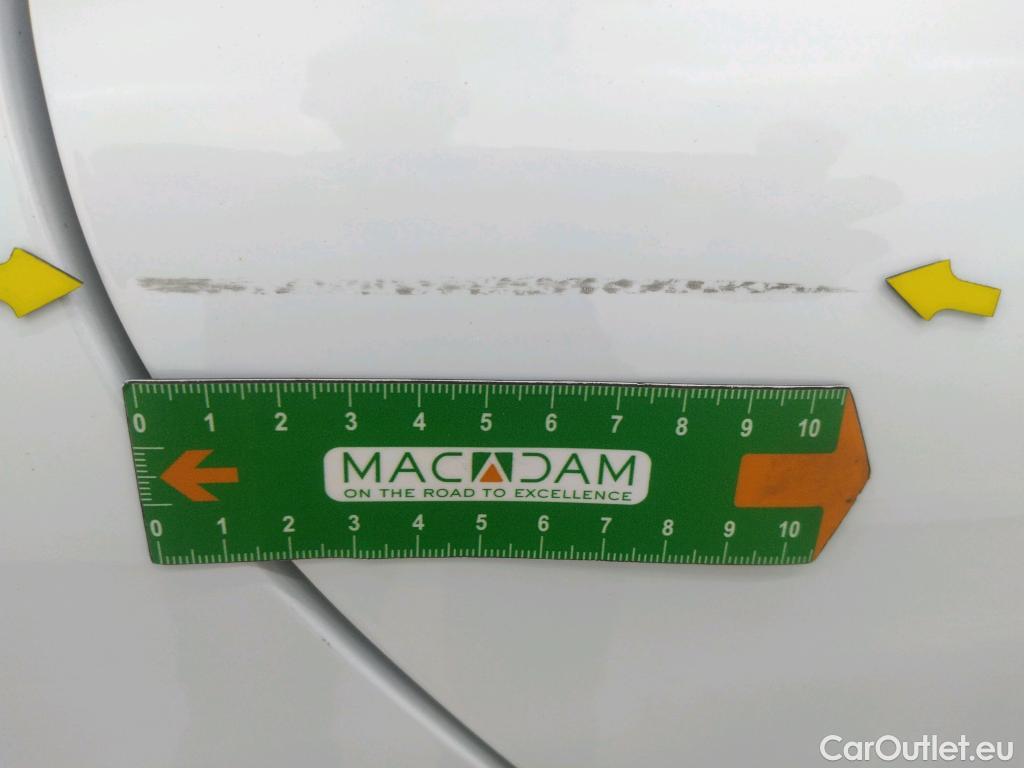 0 1 2 3 4 5 6 7 8 9 10
MACADAM
ON THE ROAD TO EXCELLENCE
0 1 2 3 4 5 6 7 8 9 10
CarOutlet.eu